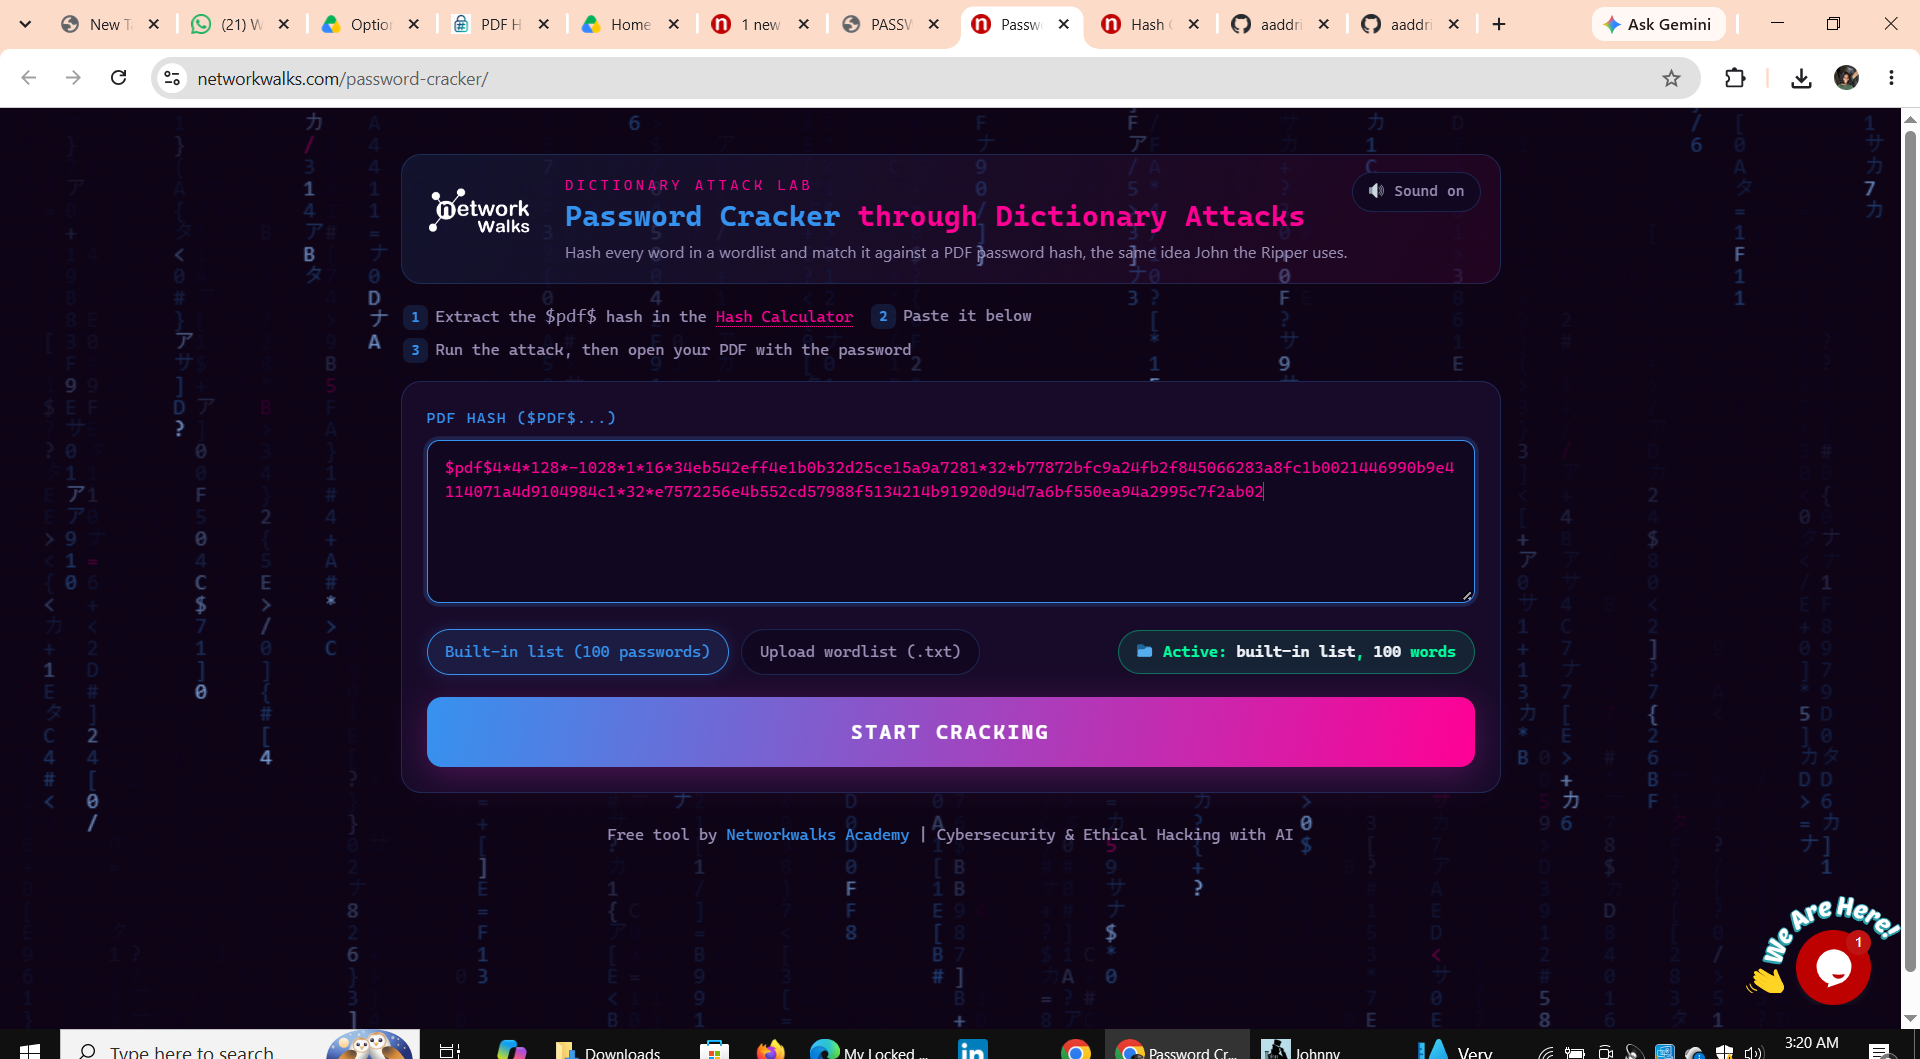 New T
(21) W
Option
PDF H
Home
1 new
PASSW
Passw
Hash C
aaddri
aaddri
Ask Gemini
networkwalks.com/password-cracker/
network
Walks
DICTIONARY ATTACK LAB
Password Cracker through Dictionary Attacks
Hash every word in a wordlist and match it against a PDF password hash, the same idea John the Ripper uses.
Sound on
1 Extract the $pdf$ hash in the Hash Calculator 2 Paste it below
3 Run the attack, then open your PDF with the password
PDF HASH ($PDF$...)
$pdf$4*4*128*-1028*1*16*34eb542eff4e1b0b32d25ce15a9a7281*32*b77872bfc9a24fb2f845066283a8fc1b0021446990b9e4
114071a4d9104984c1*32*e7572256e4b552cd57988f5134214b91920d94d7a6bf550ea94a2995c7f2ab02
Built-in list (100 passwords)
Upload wordlist (.txt)
Active: built-in list, 100 words
START CRACKING
Free tool by Networkwalks Academy | Cybersecurity & Ethical Hacking with AI
We Are Here!
1
Type here to search
Downloads
My Locked ...
Password Cr...
Johnny
Very
3:20 AM